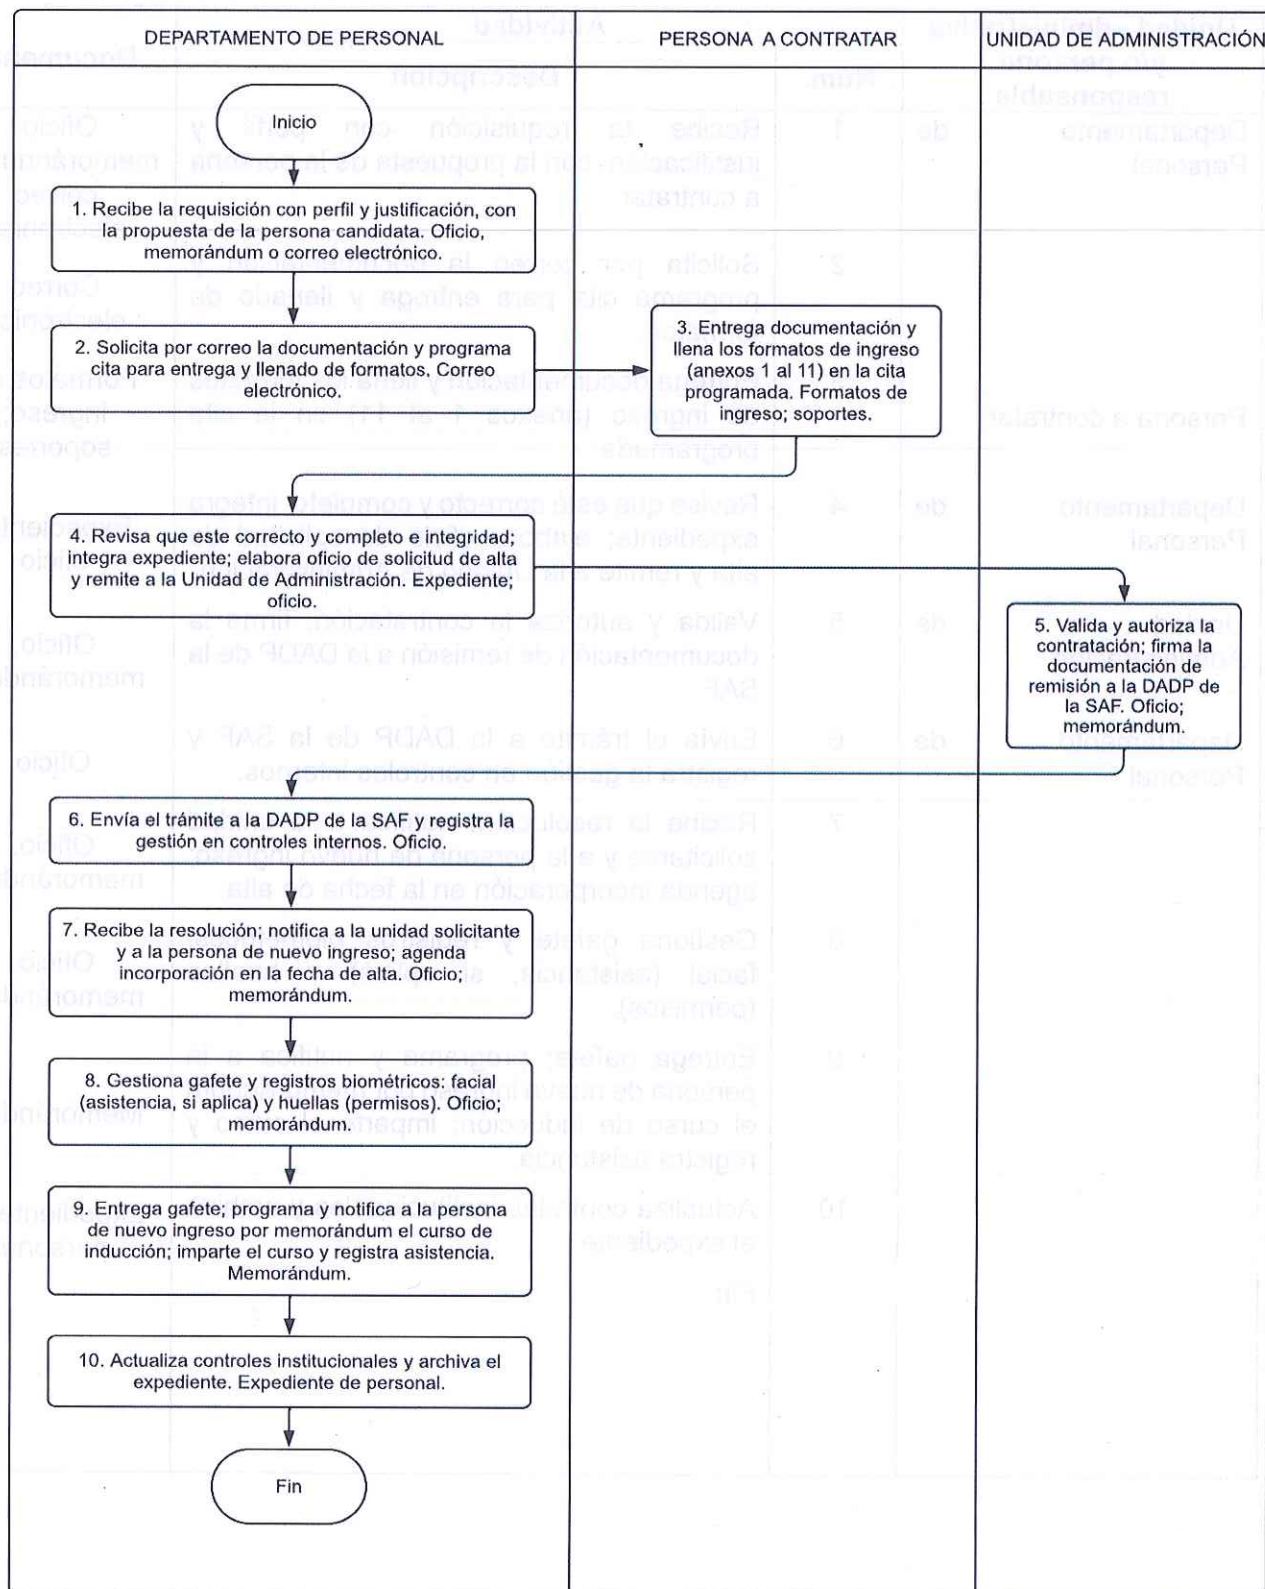 DEPARTAMENTO DE PERSONAL
PERSONA A CONTRATAR
UNIDAD DE ADMINISTRACIÓN
Inicio
1. Recibe la requisición con perfil y justificación, con
la propuesta de la persona candidata. Oficio,
memorándum o correo electrónico.
2. Solicita por correo la documentación y programa
cita para entrega y llenado de formatos. Correo
electrónico.
3. Entrega documentación y
llena los formatos de ingreso
(anexos 1 al 11) en la cita
programada. Formatos de
ingreso; soportes.
4. Revisa que este correcto y completo e integridad;
integra expediente; elabora oficio de solicitud de alta
y remite a la Unidad de Administración. Expediente;
oficio.
5. Valida y autoriza la
contratación; firma la
documentación de
remisión a la DADP de
la SAF. Oficio;
memorándum.
6. Envía el trámite a la DADP de la SAF y registra la
gestión en controles internos. Oficio.
7. Recibe la resolución; notifica a la unidad solicitante
y a la persona de nuevo ingreso; agenda
incorporación en la fecha de alta. Oficio;
memorándum.
8. Gestiona gafete y registros biométricos: facial
(asistencia, si aplica) y huellas (permisos). Oficio;
memorándum.
9. Entrega gafete; programa y notifica a la persona
de nuevo ingreso por memorándum el curso de
inducción; imparte el curso y registra asistencia.
Memorándum.
10. Actualiza controles institucionales y archiva el
expediente. Expediente de personal.
Fin